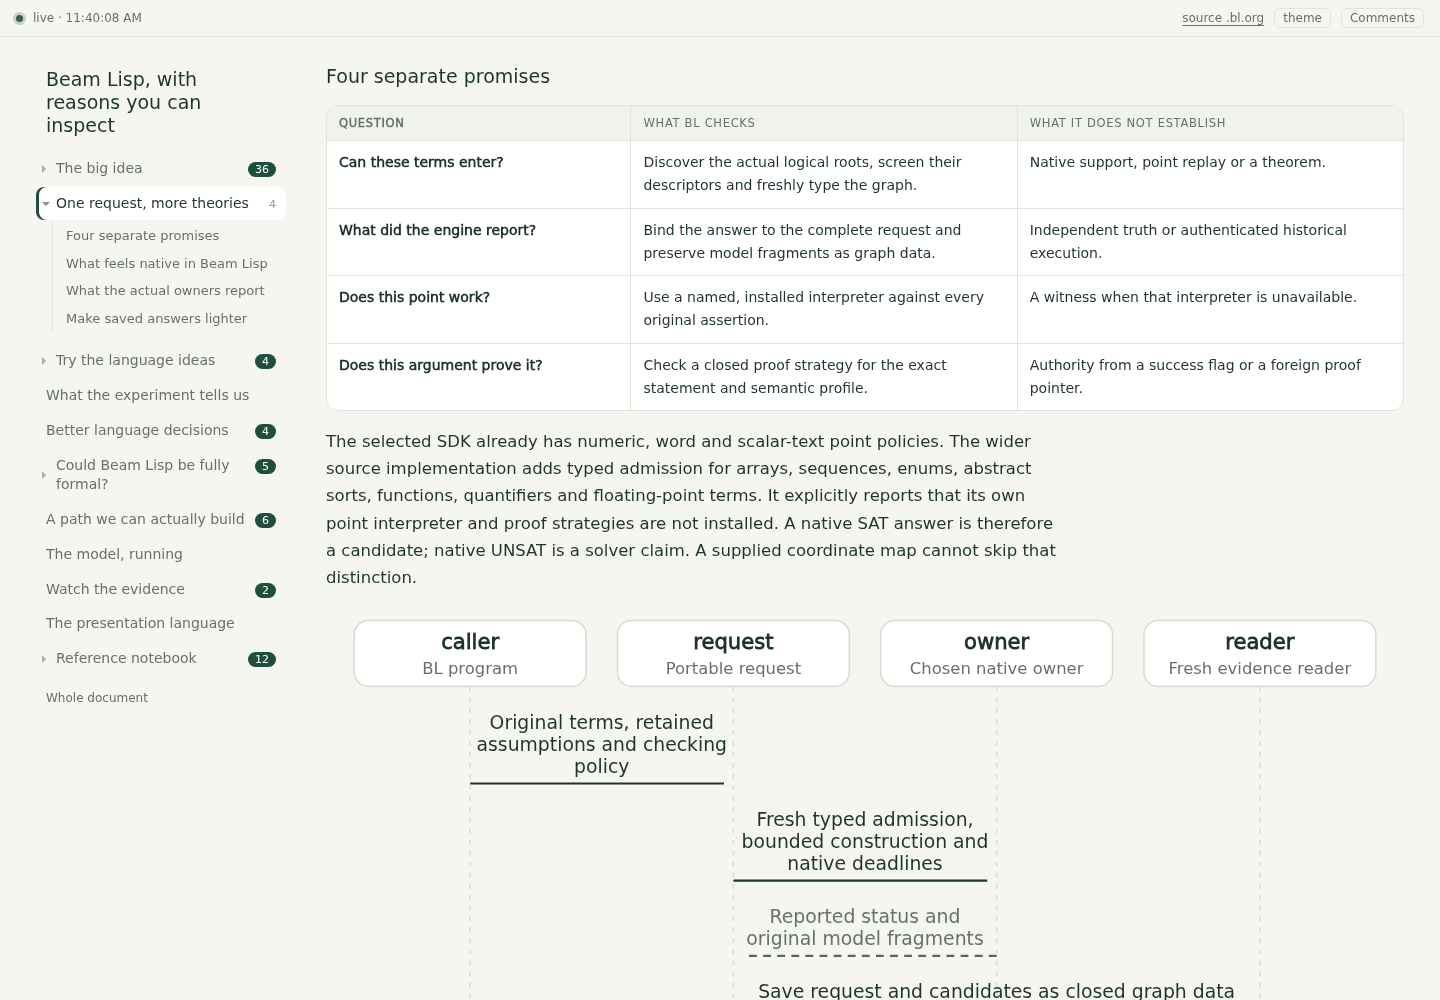 live · 11:40:08 AM
source .bl.org
theme
Comments
Beam Lisp, with
reasons you can
inspect
The big idea 36
One request, more theories 4
Four separate promises
What feels native in Beam Lisp
What the actual owners report
Make saved answers lighter
Try the language ideas 4
What the experiment tells us
Better language decisions 4
Could Beam Lisp be fully 5
formal?
A path we can actually build 6
The model, running
Watch the evidence 2
The presentation language
Reference notebook 12
Whole document
Four separate promises
QUESTION
WHAT BL CHECKS
WHAT IT DOES NOT ESTABLISH
Can these terms enter?
Discover the actual logical roots, screen their
descriptors and freshly type the graph.
Native support, point replay or a theorem.
What did the engine report?
Bind the answer to the complete request and
preserve model fragments as graph data.
Independent truth or authenticated historical
execution.
Does this point work?
Use a named, installed interpreter against every
original assertion.
A witness when that interpreter is unavailable.
Does this argument prove it?
Check a closed proof strategy for the exact
statement and semantic profile.
Authority from a success flag or a foreign proof
pointer.
The selected SDK already has numeric, word and scalar-text point policies. The wider
source implementation adds typed admission for arrays, sequences, enums, abstract
sorts, functions, quantifiers and floating-point terms. It explicitly reports that its own
point interpreter and proof strategies are not installed. A native SAT answer is therefore
a candidate; native UNSAT is a solver claim. A supplied coordinate map cannot skip that
distinction.
caller
BL program
request
Portable request
owner
Chosen native owner
reader
Fresh evidence reader
Original terms, retained
assumptions and checking
policy
Fresh typed admission,
bounded construction and
native deadlines
Reported status and
original model fragments
Save request and candidates as closed graph data